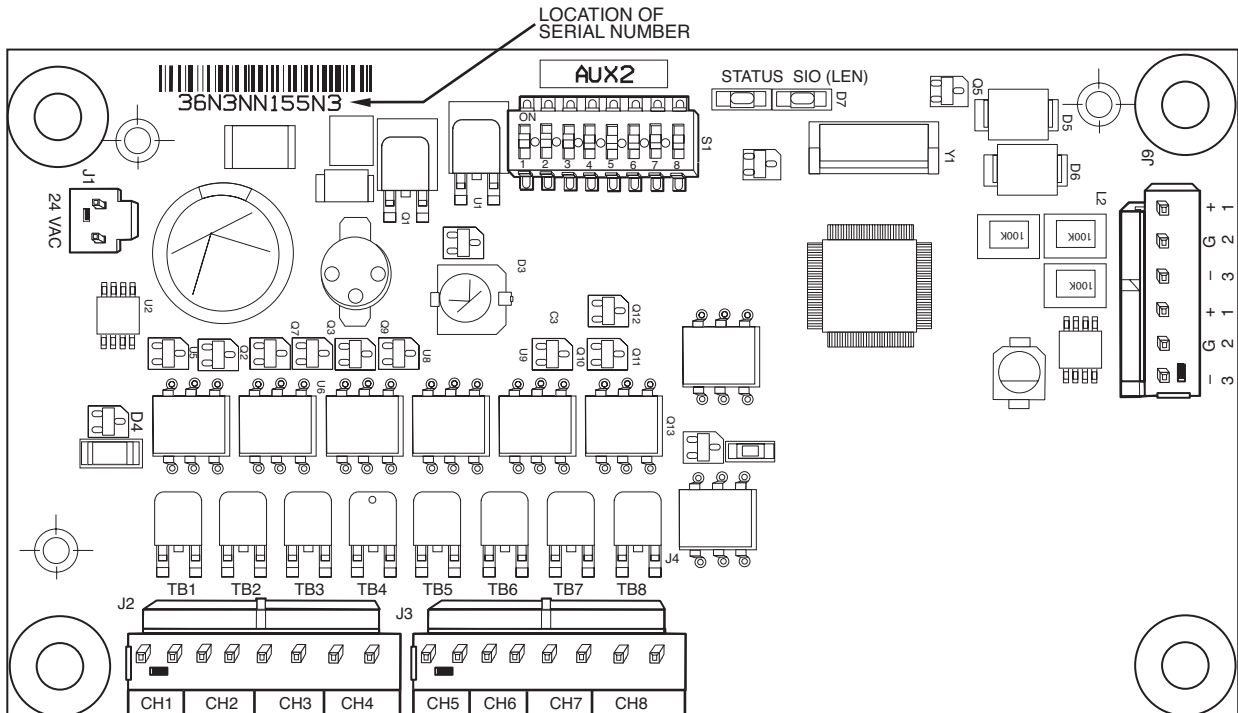 LOCATION OF
SERIAL NUMBER
36N3NN155N3
AUX2
STATUS SIO (LEN)
D7
Q5
D5
J9
ON
1 2 3 4 5 6 7 8
S1
Y1
D6
J1
24 VAC
Q1
U1
L2
+ 1
G 2
– 3
+ 1
G 2
– 3
100K
100K
100K
U2
D3
U5
Q2
Q7
Q3
Q9
U8
C3
Q12
U9
Q10
Q11
U6
D4
Q13
J4
TB1 TB2 TB3 TB4 TB5 TB6 TB7 TB8
J2
J3
CH1 CH2 CH3 CH4 CH5 CH6 CH7 CH8